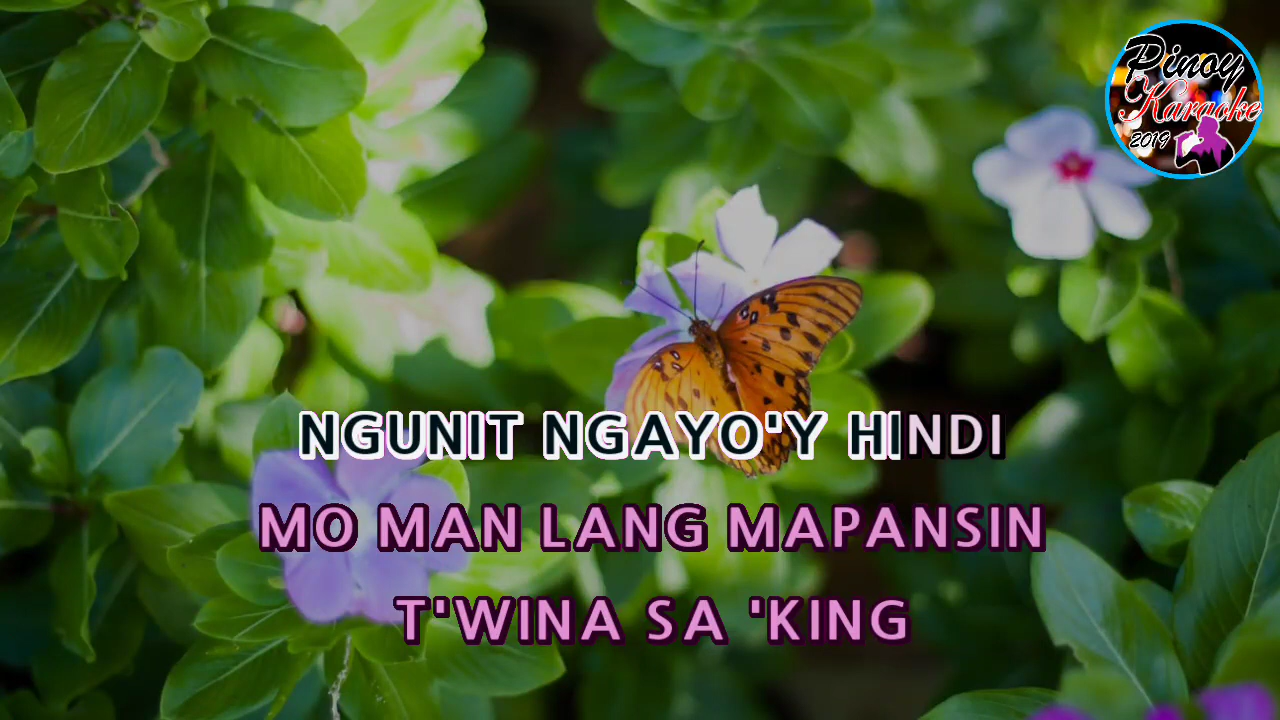 Pinoy
Karaoke
2019
NGUNIT NGAYO'Y HINDI
MO MAN LANG MAPANSIN
T'WINA SA 'KING